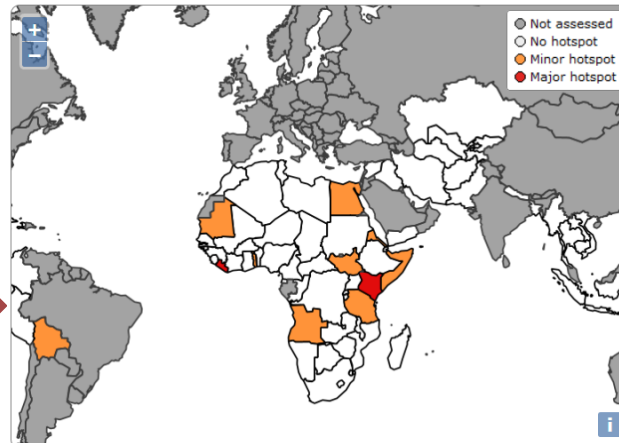 +
−
Not assessed
No hotspot
Minor hotspot
Major hotspot
i